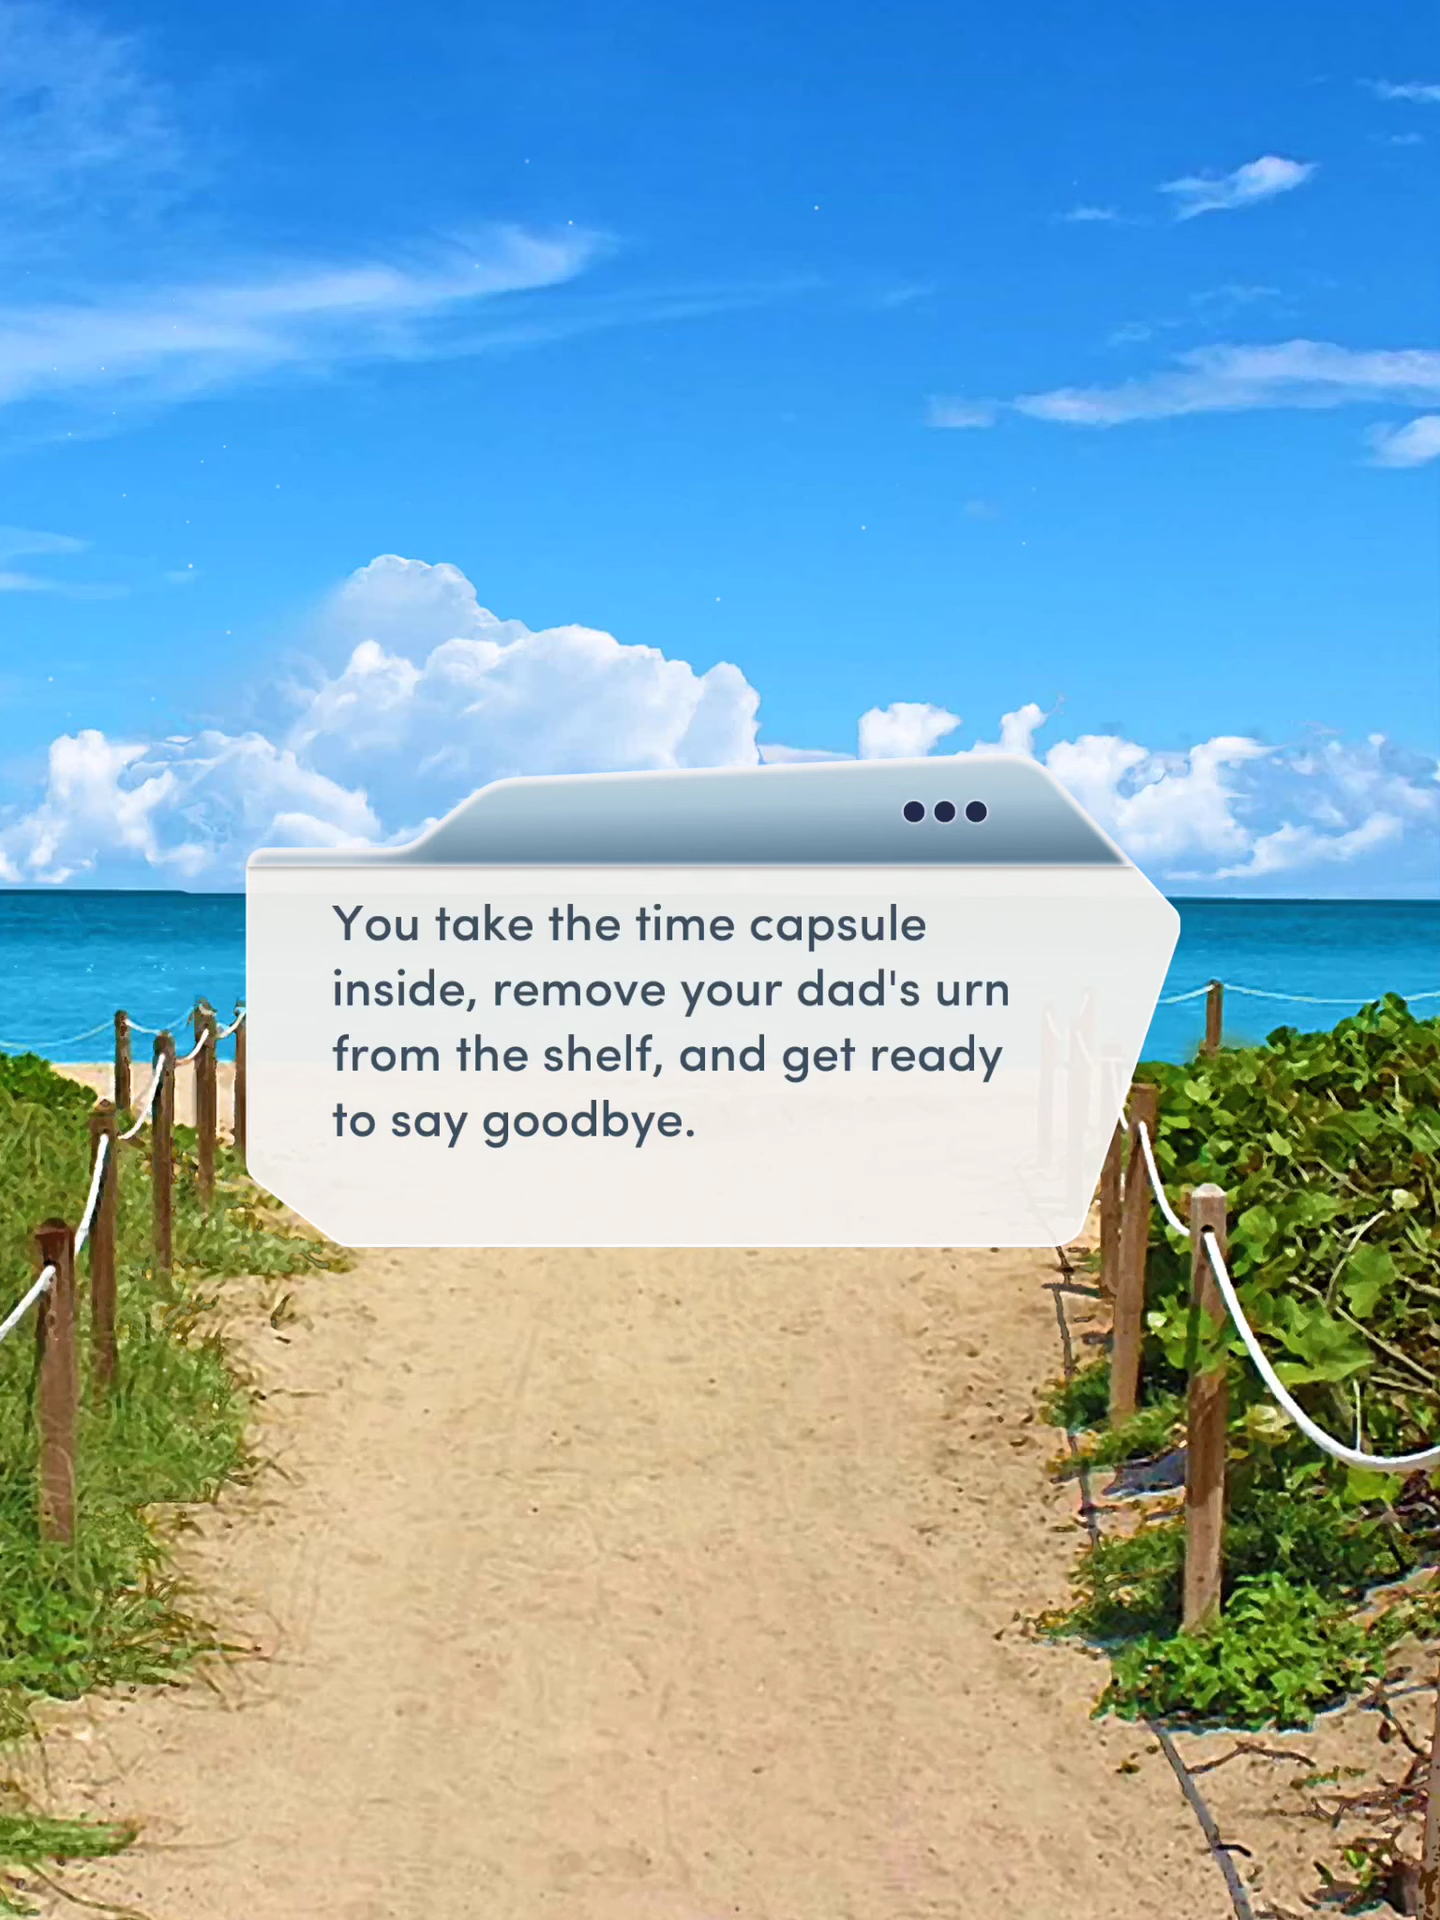 You take the time capsule
inside, remove your dad's urn
from the shelf, and get ready
to say goodbye.